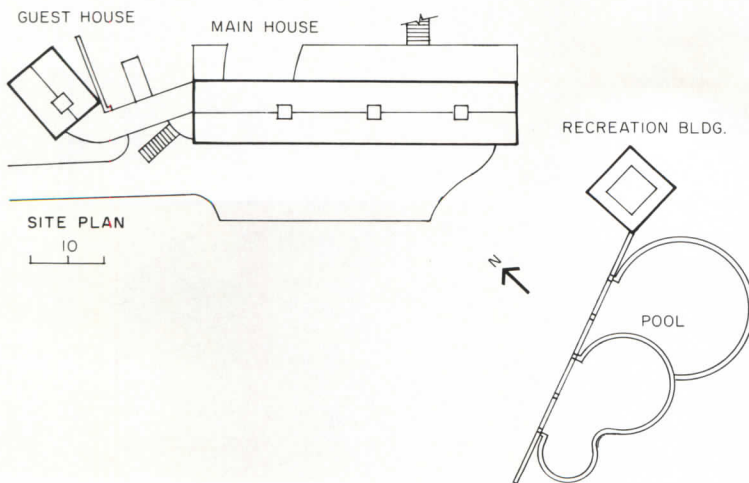 GUEST HOUSE
MAIN HOUSE
RECREATION BLDG.
SITE PLAN
10
N
POOL